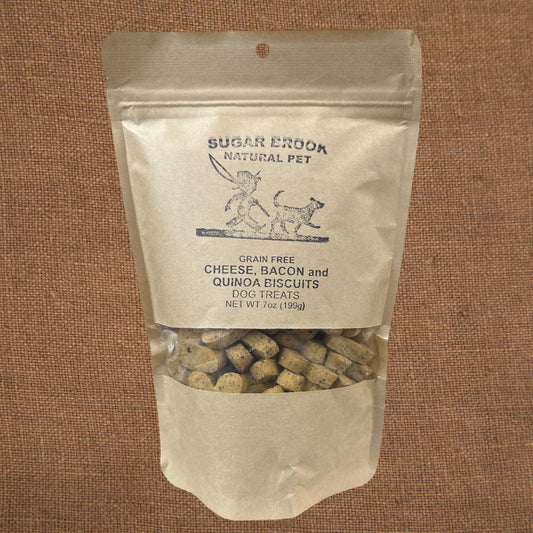 SUGAR BROOK
NATURAL PET
GRAIN FREE
CHEESE, BACON and
QUINOA BISCUITS
DOG TREATS
NET WT 7oz (199g)